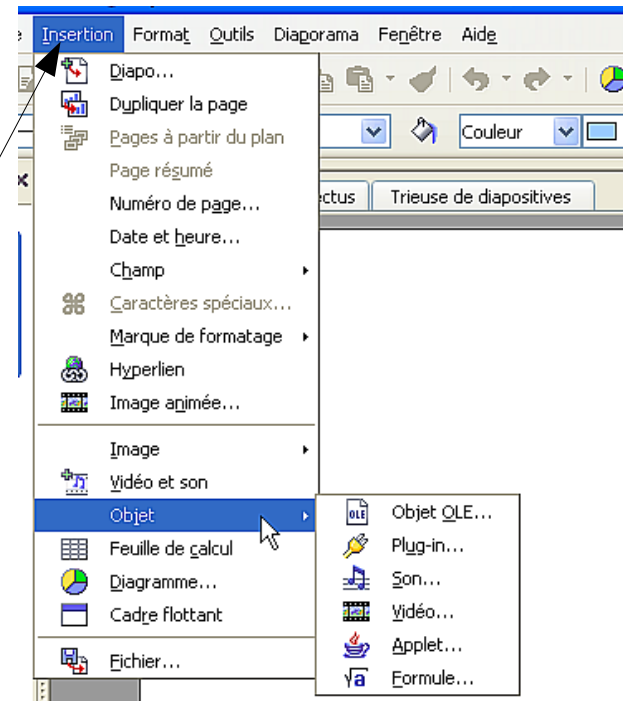 Insertion Format Outils Diaporama Fenêtre Aide
Diapo...
Dupliquer la page
Couleur
Pages à partir du plan
Page résumé
ctus Trieuse de diapositives
Numéro de page...
Date et heure...
Champ
Caractères spéciaux...
Marque de formatage
Hyperlien
Image animée...
Image
Vidéo et son
Objet
Feuille de calcul
Diagramme...
Cadre flottant
Fichier...
OLE Objet OLE...
Plug-in...
Son...
Vidéo...
Applet...
√a Formule...